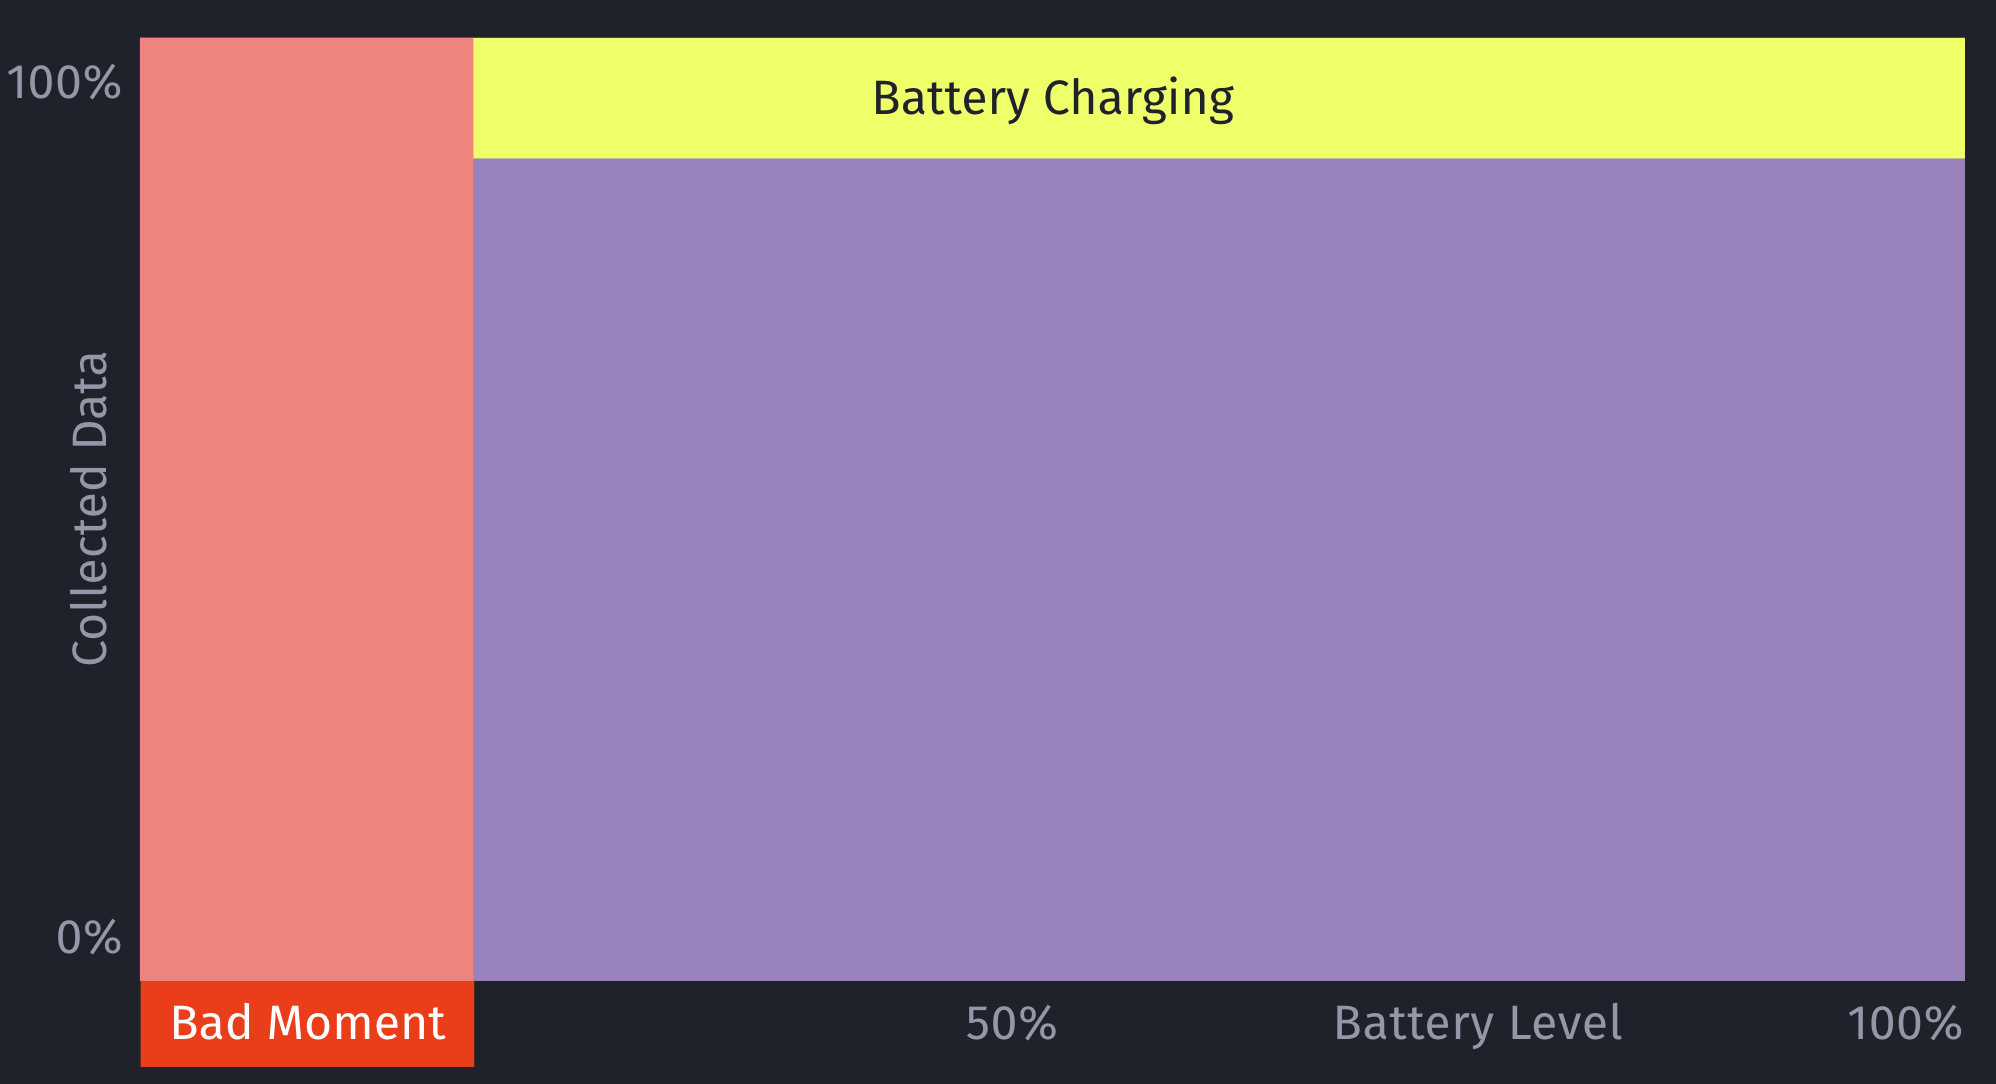 100%
Battery Charging
Collected Data
0%
Bad Moment
50%
Battery Level
100%